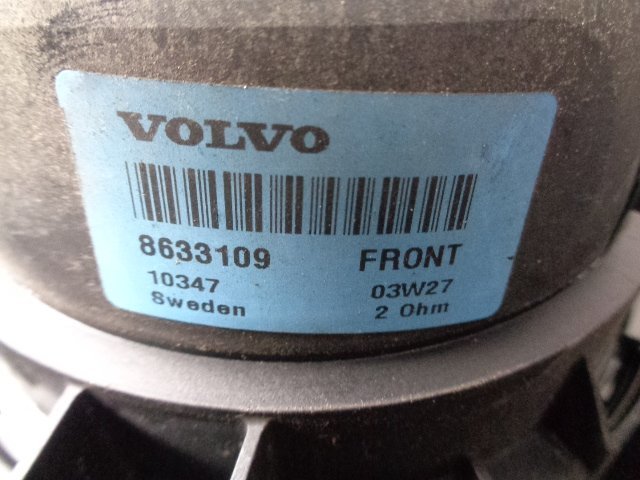 VOLVO
8633109 FRONT
10347 03W27
Sweden 2 Ohm